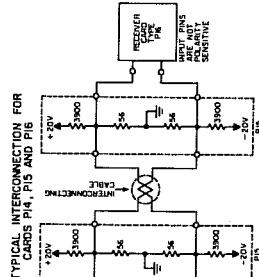 TYPICAL INTERCONNECTION FOR
CARDS P14, P15 AND P16
+20V
3900
56
56
3900
-20V
P15
INTERCONNECTING
CABLE
+20V
3900
56
56
3900
-20V
RECEIVER
CARD
TYPE
P16
INPUT PINS
ARE NOT
POLARITY
SENSITIVE